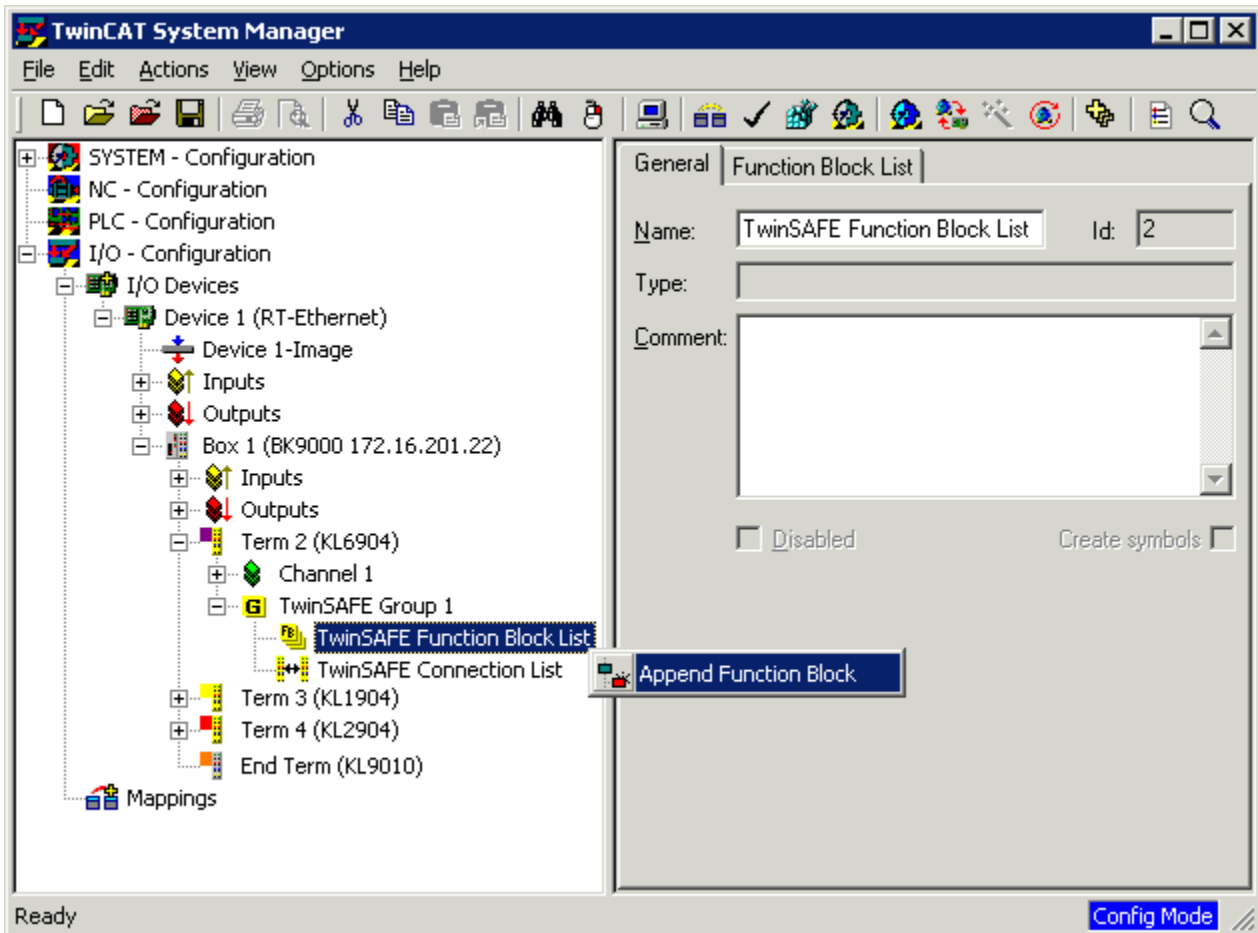 TwinCAT System Manager
File Edit Actions View Options Help
SYSTEM - Configuration
NC - Configuration
PLC - Configuration
I/O - Configuration
I/O Devices
Device 1 (RT-Ethernet)
Device 1-Image
Inputs
Outputs
Box 1 (BK9000 172.16.201.22)
Inputs
Outputs
Term 2 (KL6904)
Channel 1
G TwinSAFE Group 1
FB TwinSAFE Function Block List
TwinSAFE Connection List
Term 3 (KL1904)
Term 4 (KL2904)
End Term (KL9010)
Mappings
General Function Block List
Name: TwinSAFE Function Block List Id: 2
Type:
Comment:
Disabled Create symbols
Append Function Block
Ready Config Mode